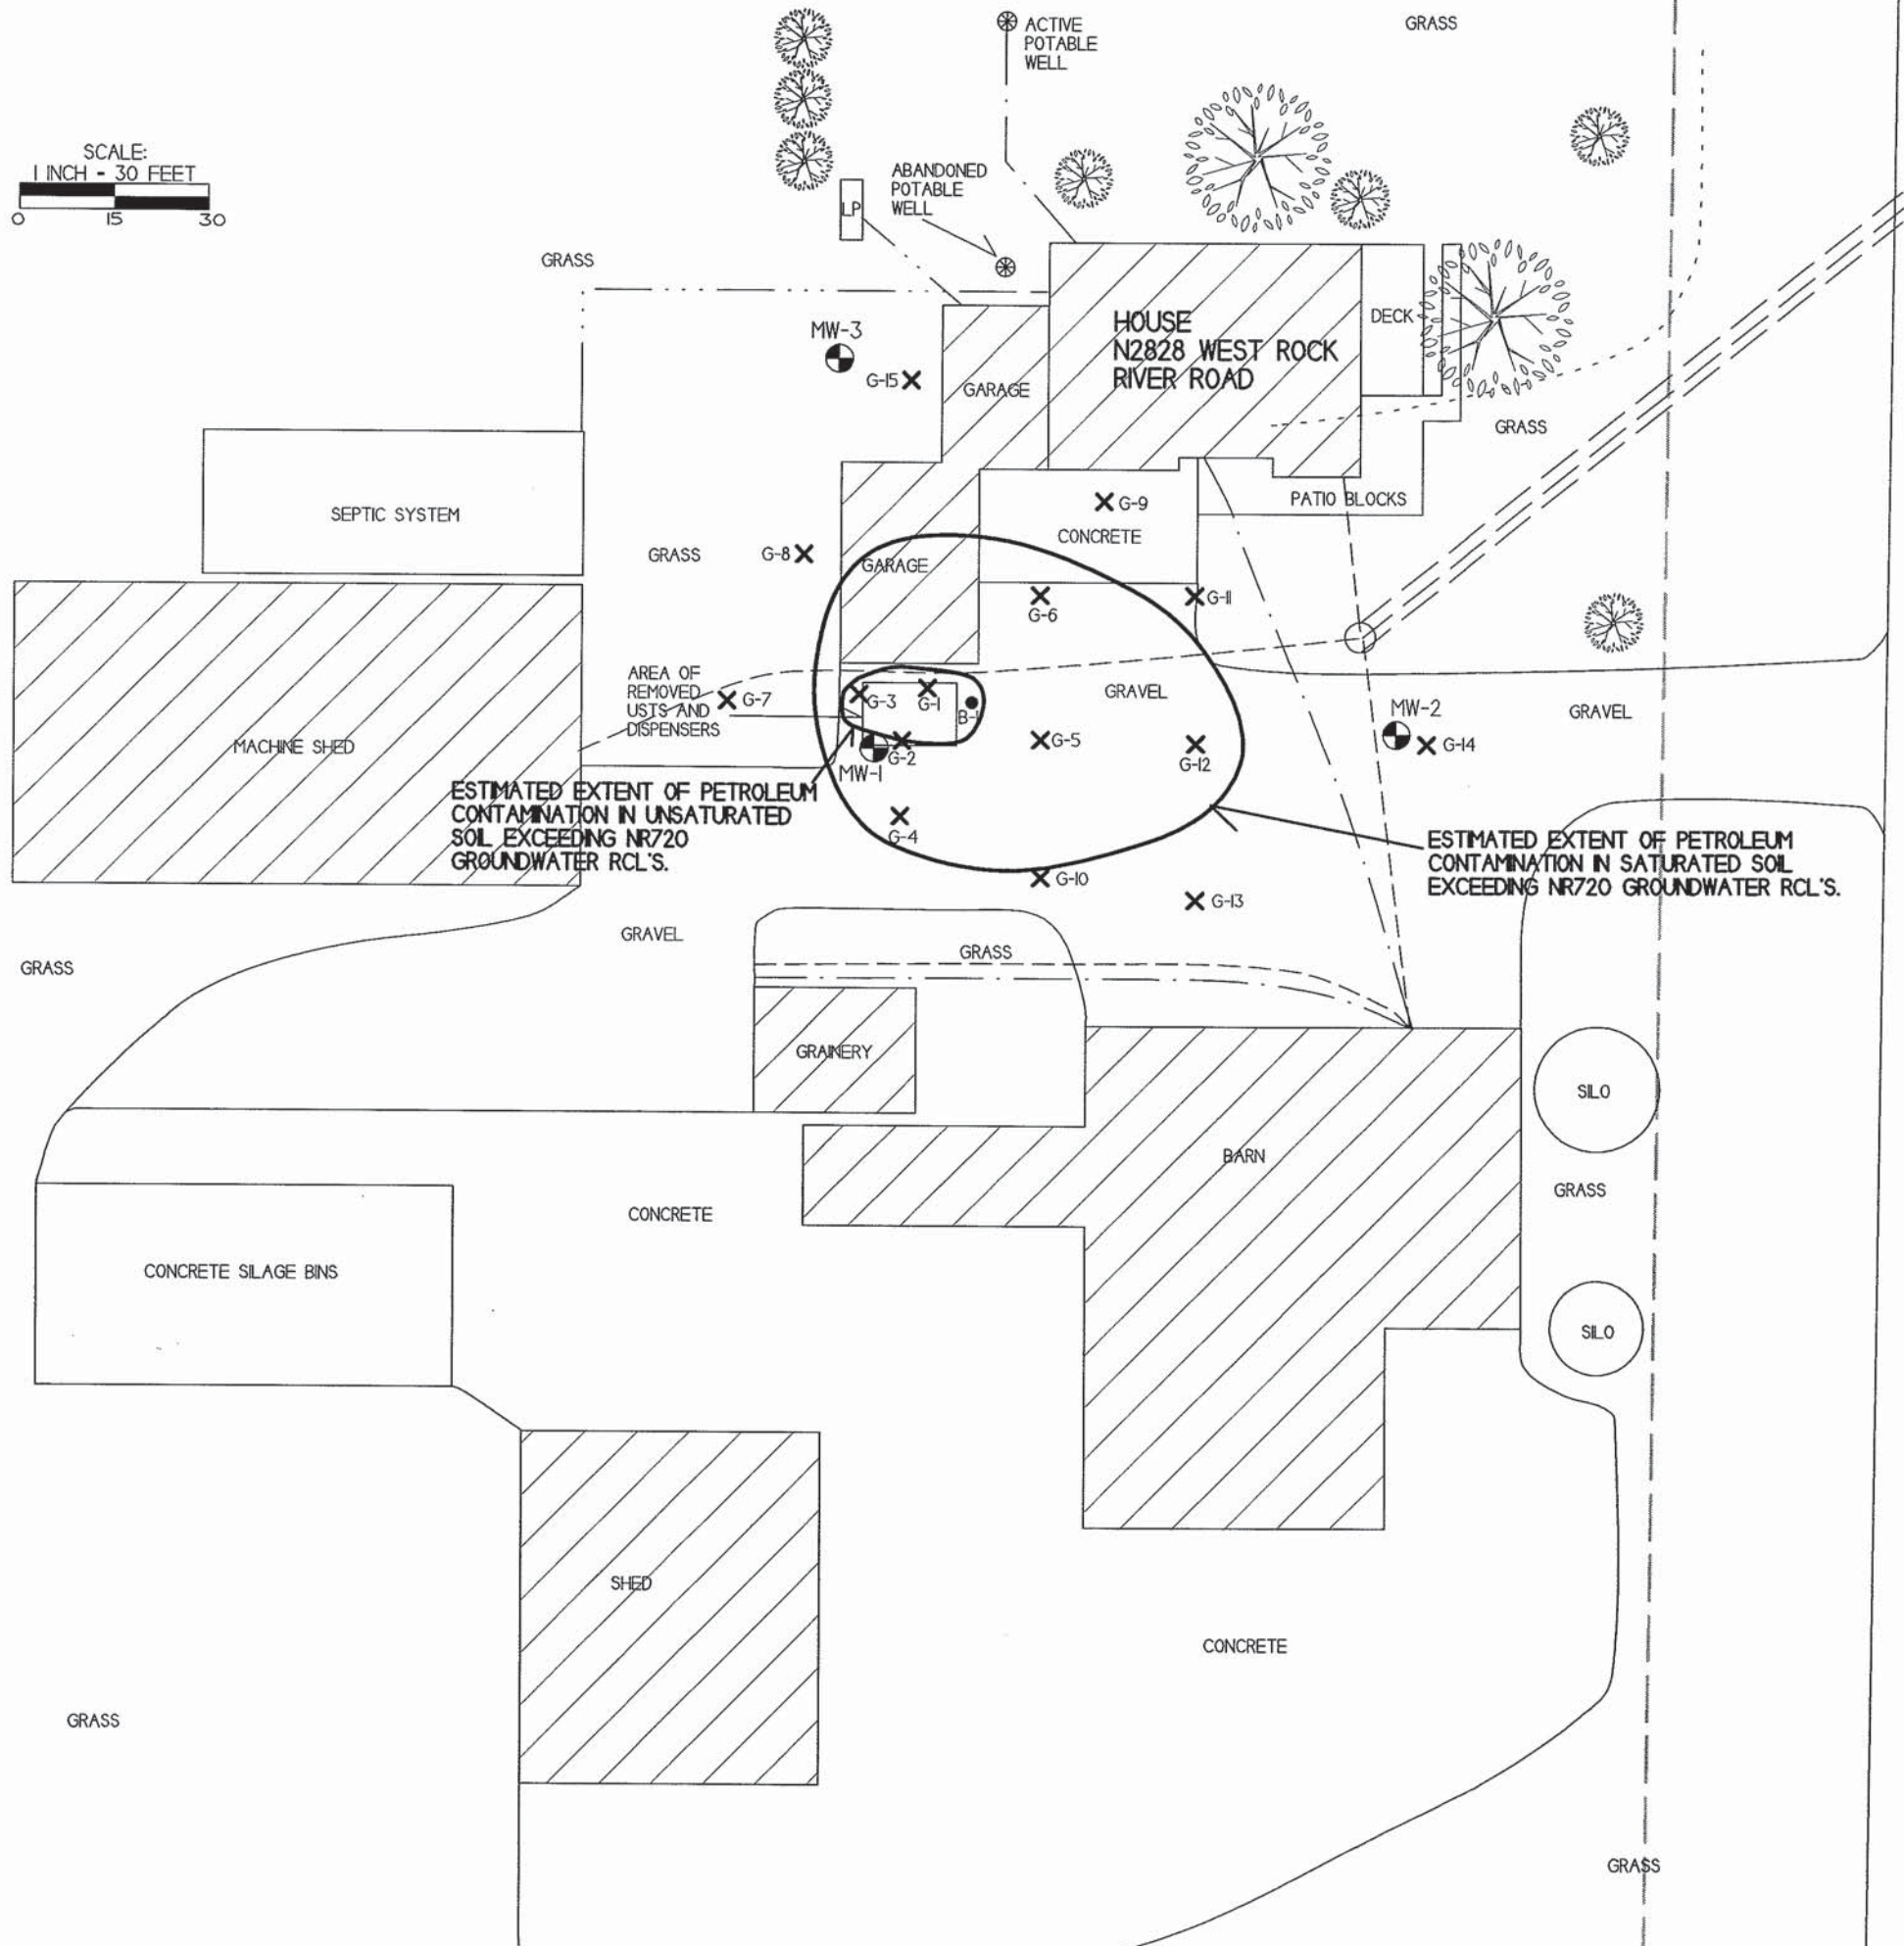 GRASS
ACTIVE
POTABLE
WELL
SCALE:
1 INCH - 30 FEET
0 15 30
ABANDONED
POTABLE
WELL
LP
GRASS
MW-3
G-15
GARAGE
HOUSE
N2828 WEST ROCK
RIVER ROAD
DECK
GRASS
SEPTIC SYSTEM
PATIO BLOCKS
G-9
CONCRETE
GRASS
G-8
GARAGE
G-6
G-11
AREA OF
REMOVED
USTS AND
DISPENSERS
G-7
G-3
G-1
B-1
GRAVEL
MW-2
G-14
GRAVEL
MACHINE SHED
MW-1
G-2
G-5
G-12
ESTIMATED EXTENT OF PETROLEUM
CONTAMINATION IN UNSATURATED
SOIL EXCEEDING NR720
GROUNDWATER RCL'S.
G-4
ESTIMATED EXTENT OF PETROLEUM
CONTAMINATION IN SATURATED SOIL
EXCEEDING NR720 GROUNDWATER RCL'S.
G-10
G-13
GRAVEL
GRASS
GRASS
GRAINERY
SILO
BARN
GRASS
CONCRETE
CONCRETE SILAGE BINS
SILO
SHED
CONCRETE
GRASS
GRASS